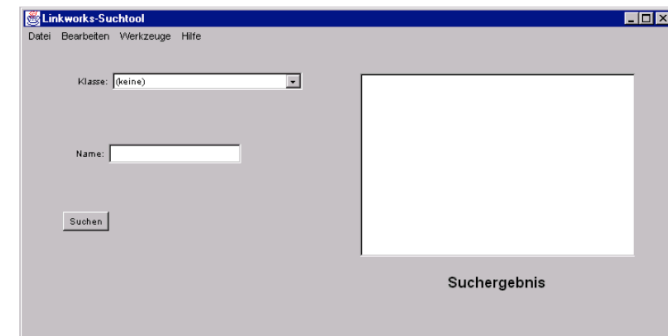 Linkworks-Suchtool
Datei Bearbeiten Werkzeuge Hilfe
Klasse: (keine)
Name:
Suchen
Suchergebnis